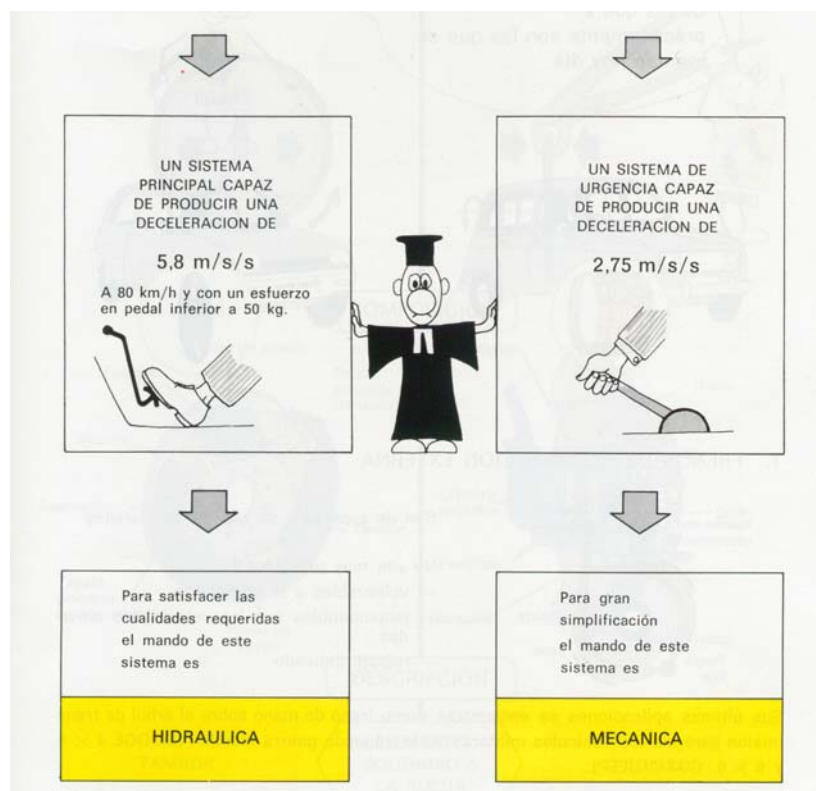 UN SISTEMA
PRINCIPAL CAPAZ
DE PRODUCIR UNA
DECELERACION DE
5,8 m/s/s
A 80 km/h y con un esfuerzo
en pedal inferior a 50 kg.
UN SISTEMA DE
URGENCIA CAPAZ
DE PRODUCIR UNA
DECELERACION DE
2,75 m/s/s
Para satisfacer las
cualidades requeridas
el mando de este
sistema es
HIDRAULICA
Para gran
simplificación
el mando de este
sistema es
MECANICA